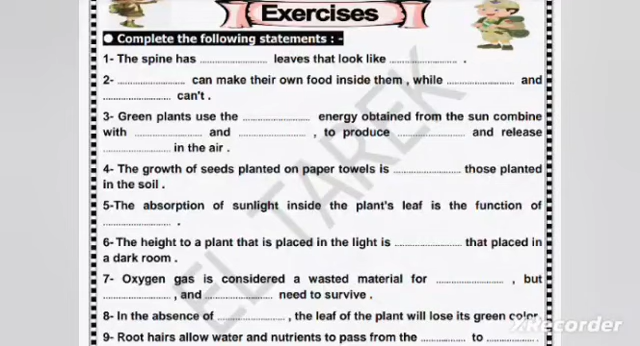 Exercises
● Complete the following statements : -
1- The spine has .................... leaves that look like .................... .
2- .................... can make their own food inside them , while .................... and
.................... can't .
3- Green plants use the .................... energy obtained from the sun combine
with .................... and .................... , to produce .................... and release
.................... in the air .
4- The growth of seeds planted on paper towels is .................... those planted
in the soil .
5-The absorption of sunlight inside the plant's leaf is the function of
.................... .
6-The height to a plant that is placed in the light is .................... that placed in
a dark room .
7- Oxygen gas is considered a wasted material for .................... , but
.................... , and .................... need to survive .
8- In the absence of .................... , the leaf of the plant will lose its green color.
9- Root hairs allow water and nutrients to pass from the .................... to .................... .
EL TAREK
XRecorder